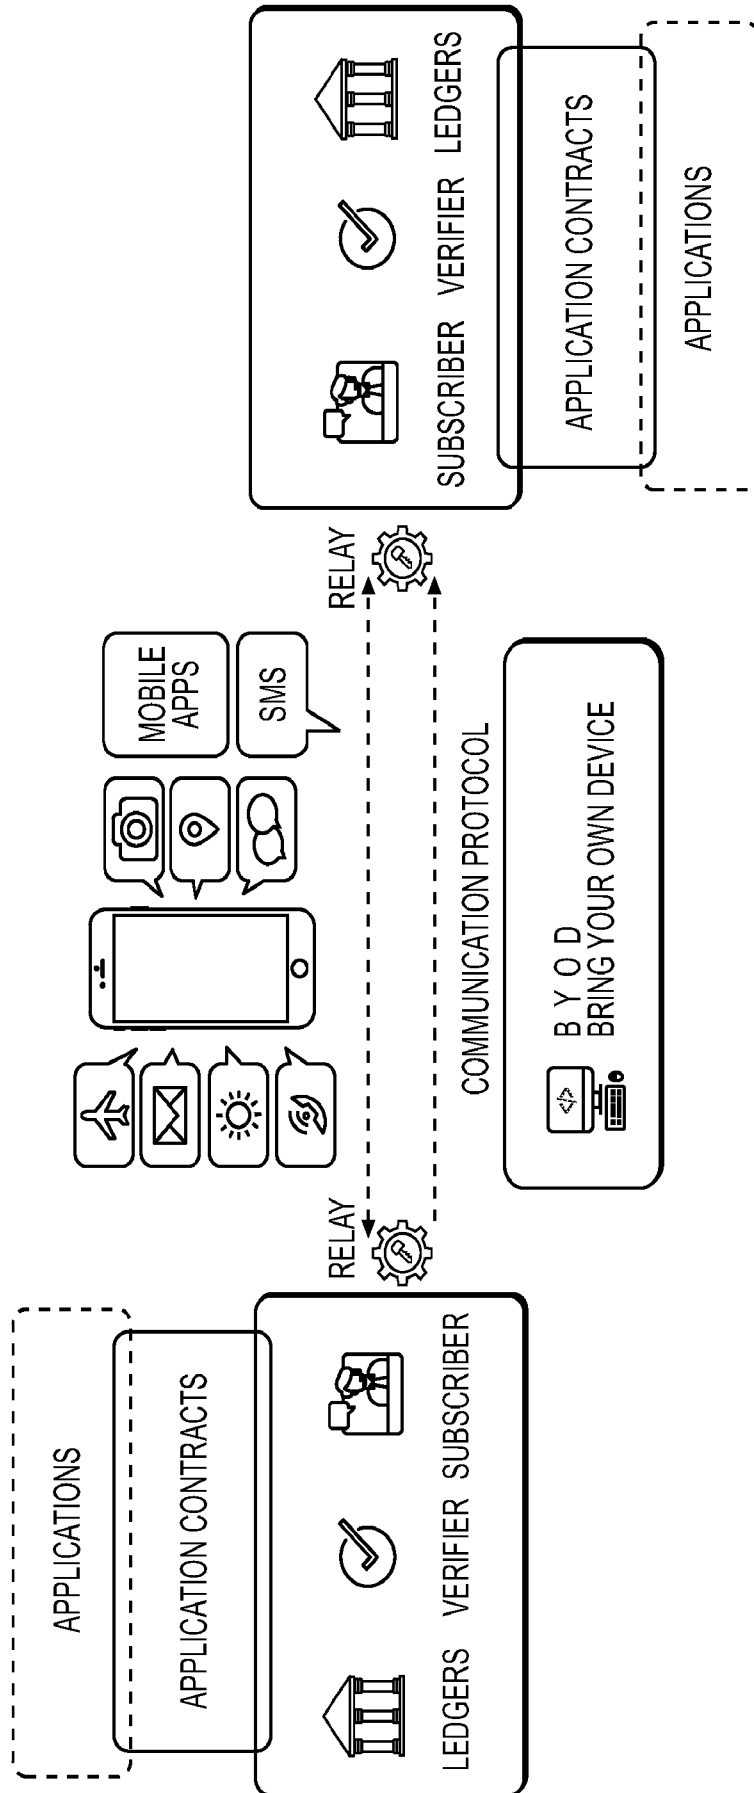 APPLICATIONS
APPLICATION CONTRACTS
LEDGERS
VERIFIER
SUBSCRIBER
RELAY
MOBILE
APPS
SMS
COMMUNICATION PROTOCOL
B Y O D
BRING YOUR OWN DEVICE
</>
RELAY
SUBSCRIBER
VERIFIER
LEDGERS
APPLICATION CONTRACTS
APPLICATIONS